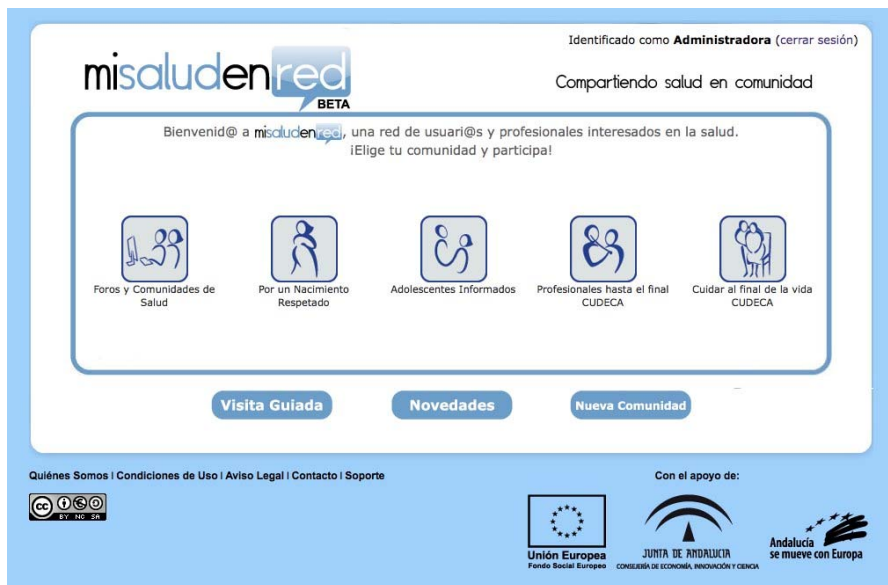 Identificado como Administradora (cerrar sesión)
misaludenred
BETA
Compartiendo salud en comunidad
Bienvenid@ a misaludenred, una red de usuari@s y profesionales interesados en la salud.
¡Elige tu comunidad y participa!
Foros y Comunidades de
Salud
Por un Nacimiento
Respetado
Adolescentes Informados
Profesionales hasta el final
CUDECA
Cuidar al final de la vida
CUDECA
Visita Guiada
Novedades
Nueva Comunidad
Quiénes Somos | Condiciones de Uso | Aviso Legal | Contacto | Soporte
Con el apoyo de:
cc
BY NC SA
Unión Europea
Fondo Social Europeo
JUNTA DE ANDALUCIA
CONSEJERÍA DE ECONOMÍA, INNOVACIÓN Y CIENCIA
Andalucía
se mueve con Europa